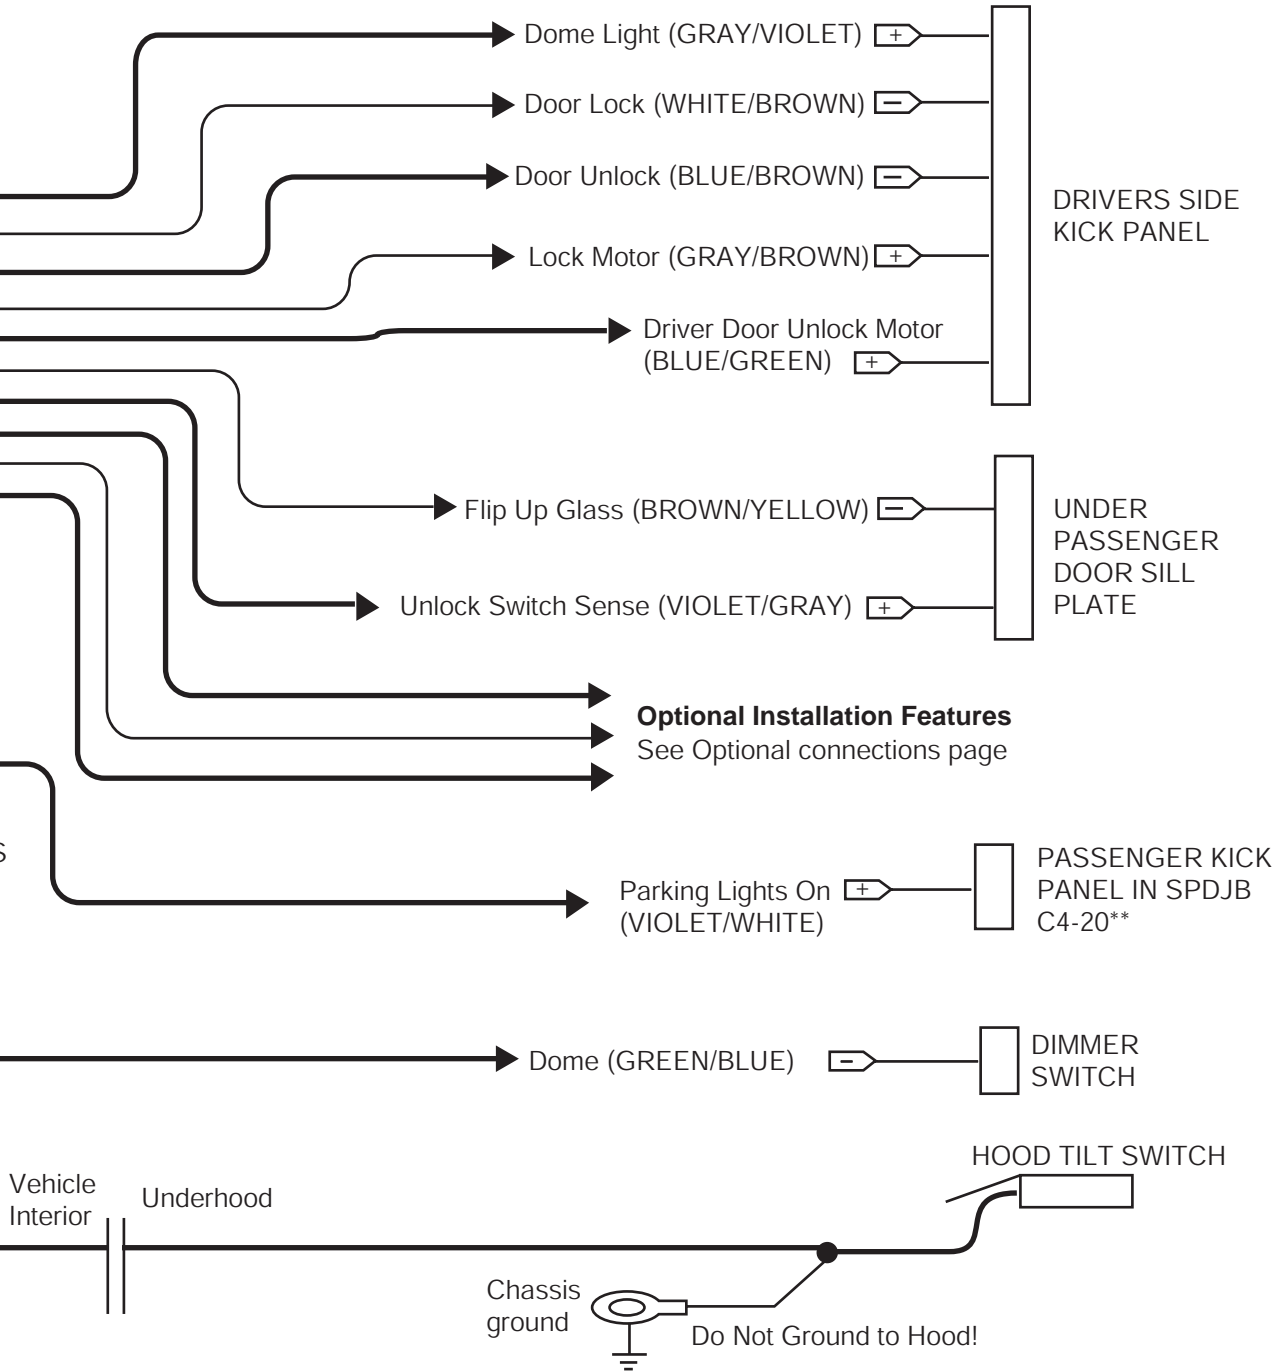 Dome Light (GRAY/VIOLET) +
Door Lock (WHITE/BROWN) −
Door Unlock (BLUE/BROWN) −
DRIVERS SIDE
KICK PANEL
Lock Motor (GRAY/BROWN) +
Driver Door Unlock Motor
(BLUE/GREEN) +
Flip Up Glass (BROWN/YELLOW) −
UNDER
PASSENGER
DOOR SILL
PLATE
Unlock Switch Sense (VIOLET/GRAY) +
Optional Installation Features
See Optional connections page
S
Parking Lights On +
(VIOLET/WHITE)
PASSENGER KICK
PANEL IN SPDJB
C4-20**
Dome (GREEN/BLUE) -
DIMMER
SWITCH
HOOD TILT SWITCH
Vehicle
Interior
Underhood
Chassis
ground
Do Not Ground to Hood!